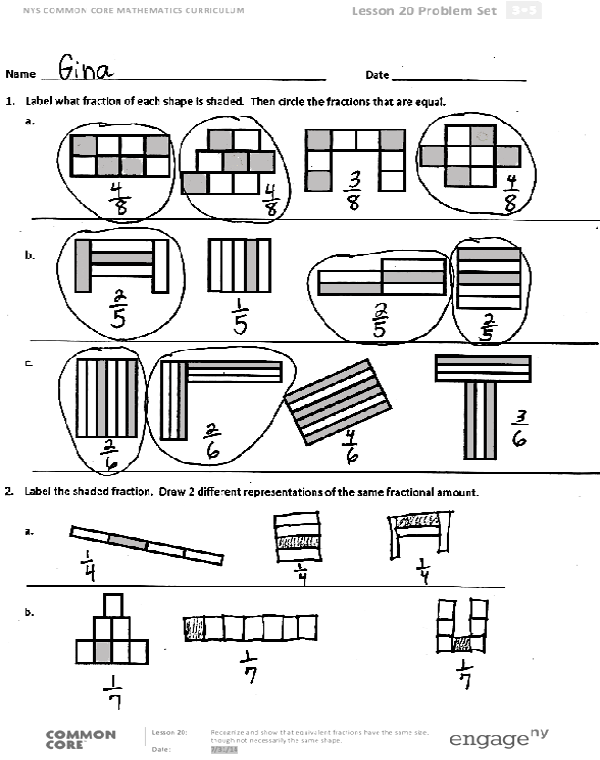 NYS COMMON CORE MATHEMATICS CURRICULUM Lesson 20 Problem Set 3•5
Name Gina Date
1. Label what fraction of each shape is shaded. Then circle the fractions that are equal.
a.
4/8 4/8 3/8 4/8
b.
2/5 1/5 2/5 2/5
c.
2/6 2/6 4/6 3/6
2. Label the shaded fraction. Draw 2 different representations of the same fractional amount.
a.
1/4 1/4 1/4
b.
1/7 1/7 1/7
COMMON CORE
Lesson 20: Recognize and show that equivalent fractions have the same size, though not necessarily the same shape.
Date:
engage ny